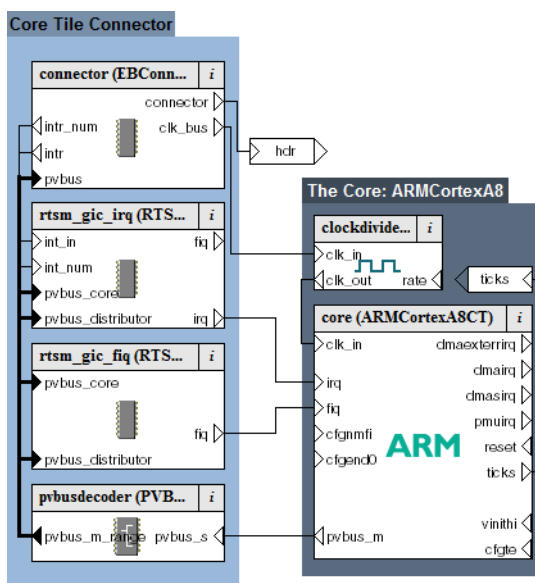 Core Tile Connector
connector (EBConn... i
connector
intr_num clk_bus
intr
pvbus
hdr
The Core: ARMCortexA8
rtsm_gic_irq (RTS... i
int_in fiq
int_num
pvbus_core
pvbus_distributor irq
clockdivide... i
clk_in
clk_out rate
ticks
core (ARMCortexA8CT) i
clk_in dmaexterrirq
dmairq
irq dmasirq
fiq pmuirq
cfgnmfi reset
cfgend0 ticks
ARM
vinithi
pvbus_m cfgte
rtsm_gic_fiq (RTS... i
pvbus_core
fiq
pvbus_distributor
pvbusdecoder (PVB... i
pvbus_m_range pvbus_s